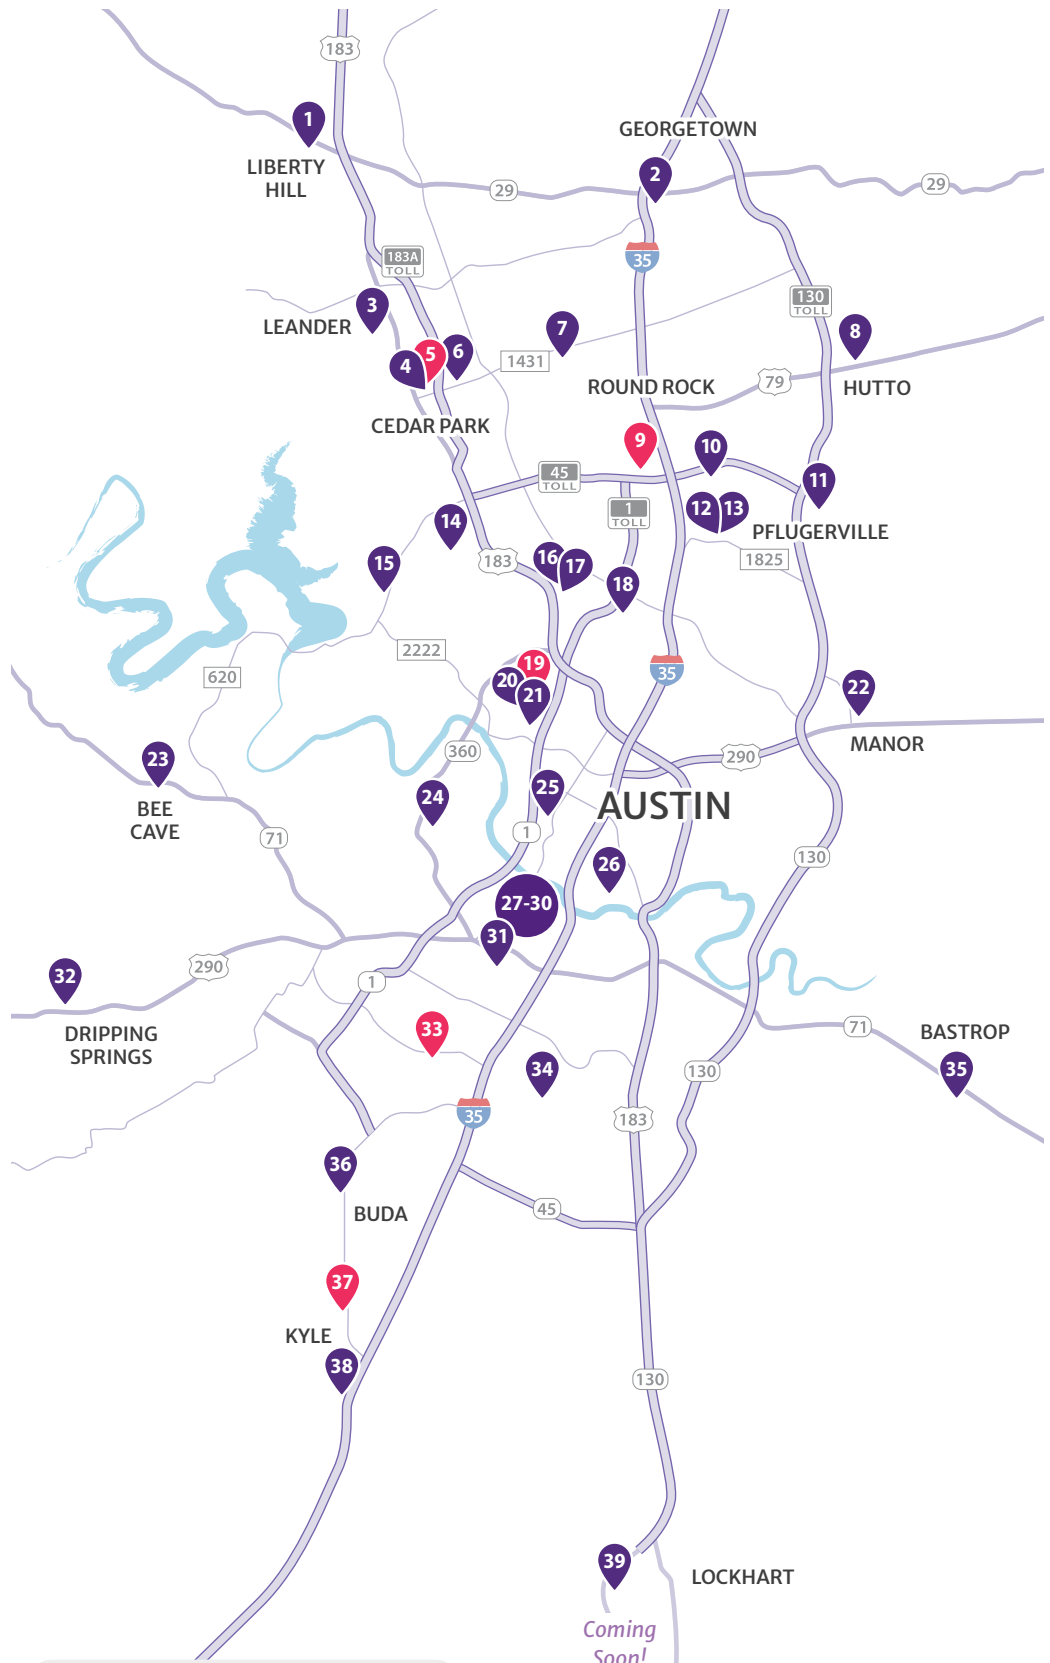 183
1
GEORGETOWN
LIBERTY
HILL
2
29
29
183A
TOLL
35
130
TOLL
3
LEANDER
7
8
4
5
6
1431
ROUND ROCK
79
HUTTO
CEDAR PARK
9
10
45
TOLL
11
1
TOLL
12
13
14
PFLUGERVILLE
15
183
16
17
1825
18
2222
620
19
20
21
35
22
MANOR
360
290
23
BEE
CAVE
24
25
AUSTIN
1
71
130
26
27-30
31
290
32
1
DRIPPING
SPRINGS
33
71
BASTROP
34
130
35
35
183
36
BUDA
45
37
KYLE
38
130
39
LOCKHART
Coming
Soon!